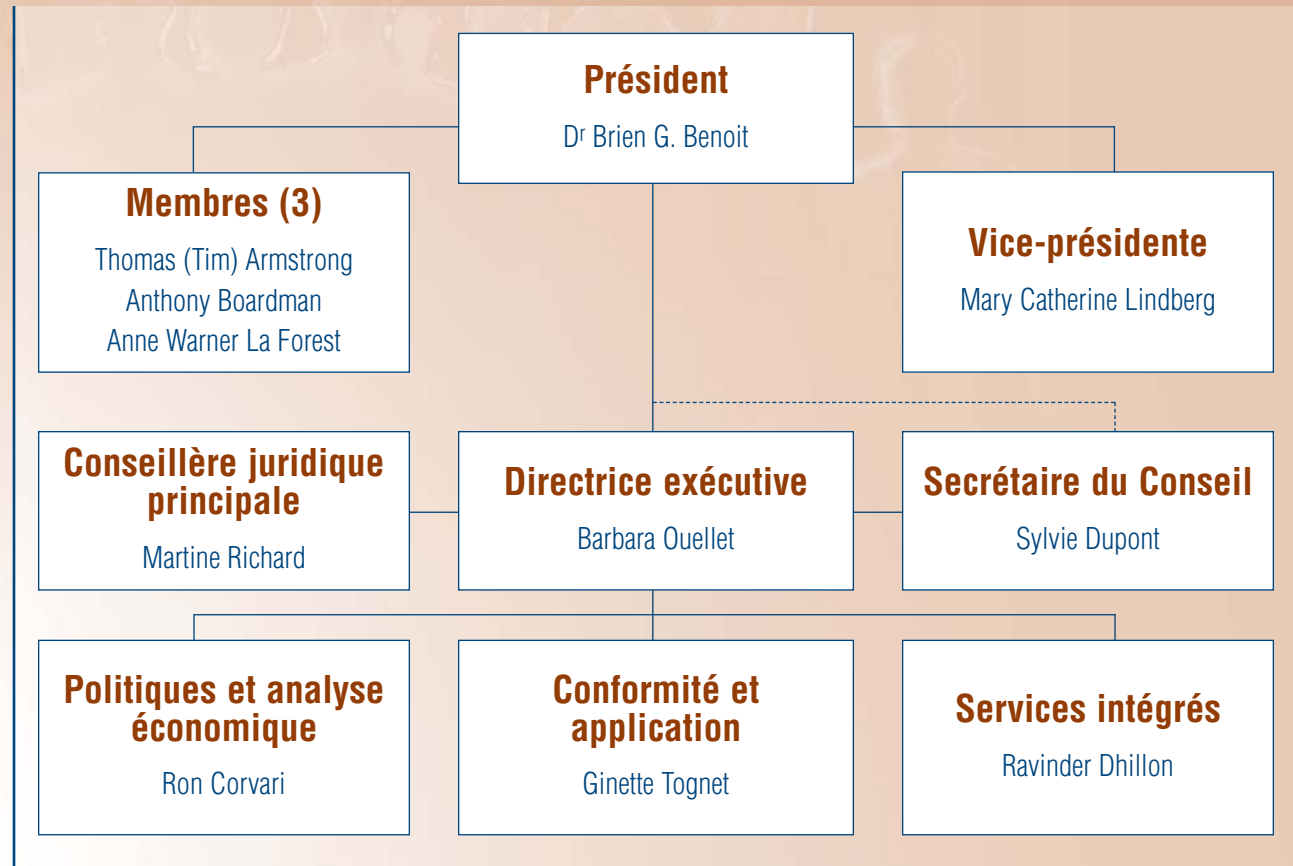 Président
Dr Brien G. Benoit
Membres (3)
Thomas (Tim) Armstrong
Anthony Boardman
Anne Warner La Forest
Vice-présidente
Mary Catherine Lindberg
Conseillère juridique
principale
Martine Richard
Directrice exécutive
Barbara Ouellet
Secrétaire du Conseil
Sylvie Dupont
Politiques et analyse
économique
Ron Corvari
Conformité et
application
Ginette Tognet
Services intégrés
Ravinder Dhillon